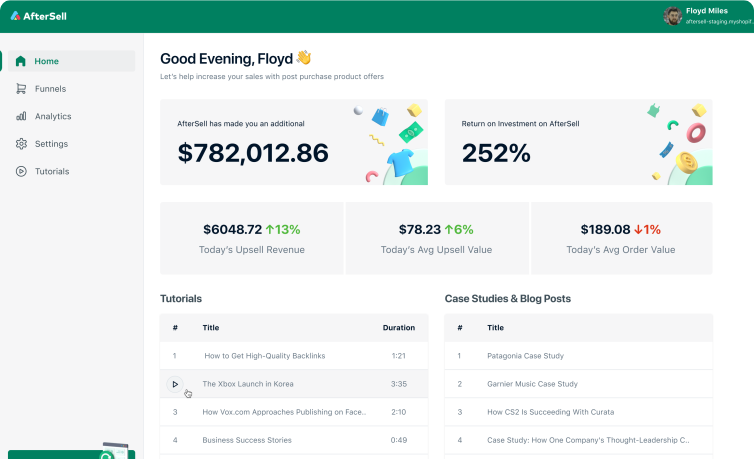 AfterSell
Floyd Miles
aftersell-staging.myshopif..
Home
Funnels
Analytics
Settings
Tutorials
Good Evening, Floyd 👋
Let's help increase your sales with post purchase product offers
AfterSell has made you an additional
$782,012.86
Return on Investment on AfterSell
252%
$6048.72 ↑13%
Today's Upsell Revenue
$78.23 ↑6%
Today's Avg Upsell Value
$189.08 ↓1%
Today's Avg Order Value
Tutorials
# Title Duration
1 How to Get High-Quality Backlinks 1:21
The Xbox Launch in Korea 3:35
3 How Vox.com Approaches Publishing on Face.. 2:10
4 Business Success Stories 0:49
Case Studies & Blog Posts
# Title
1 Patagonia Case Study
2 Garnier Music Case Study
3 How CS2 Is Succeeding With Curata
4 Case Study: How One Company's Thought-Leadership C..